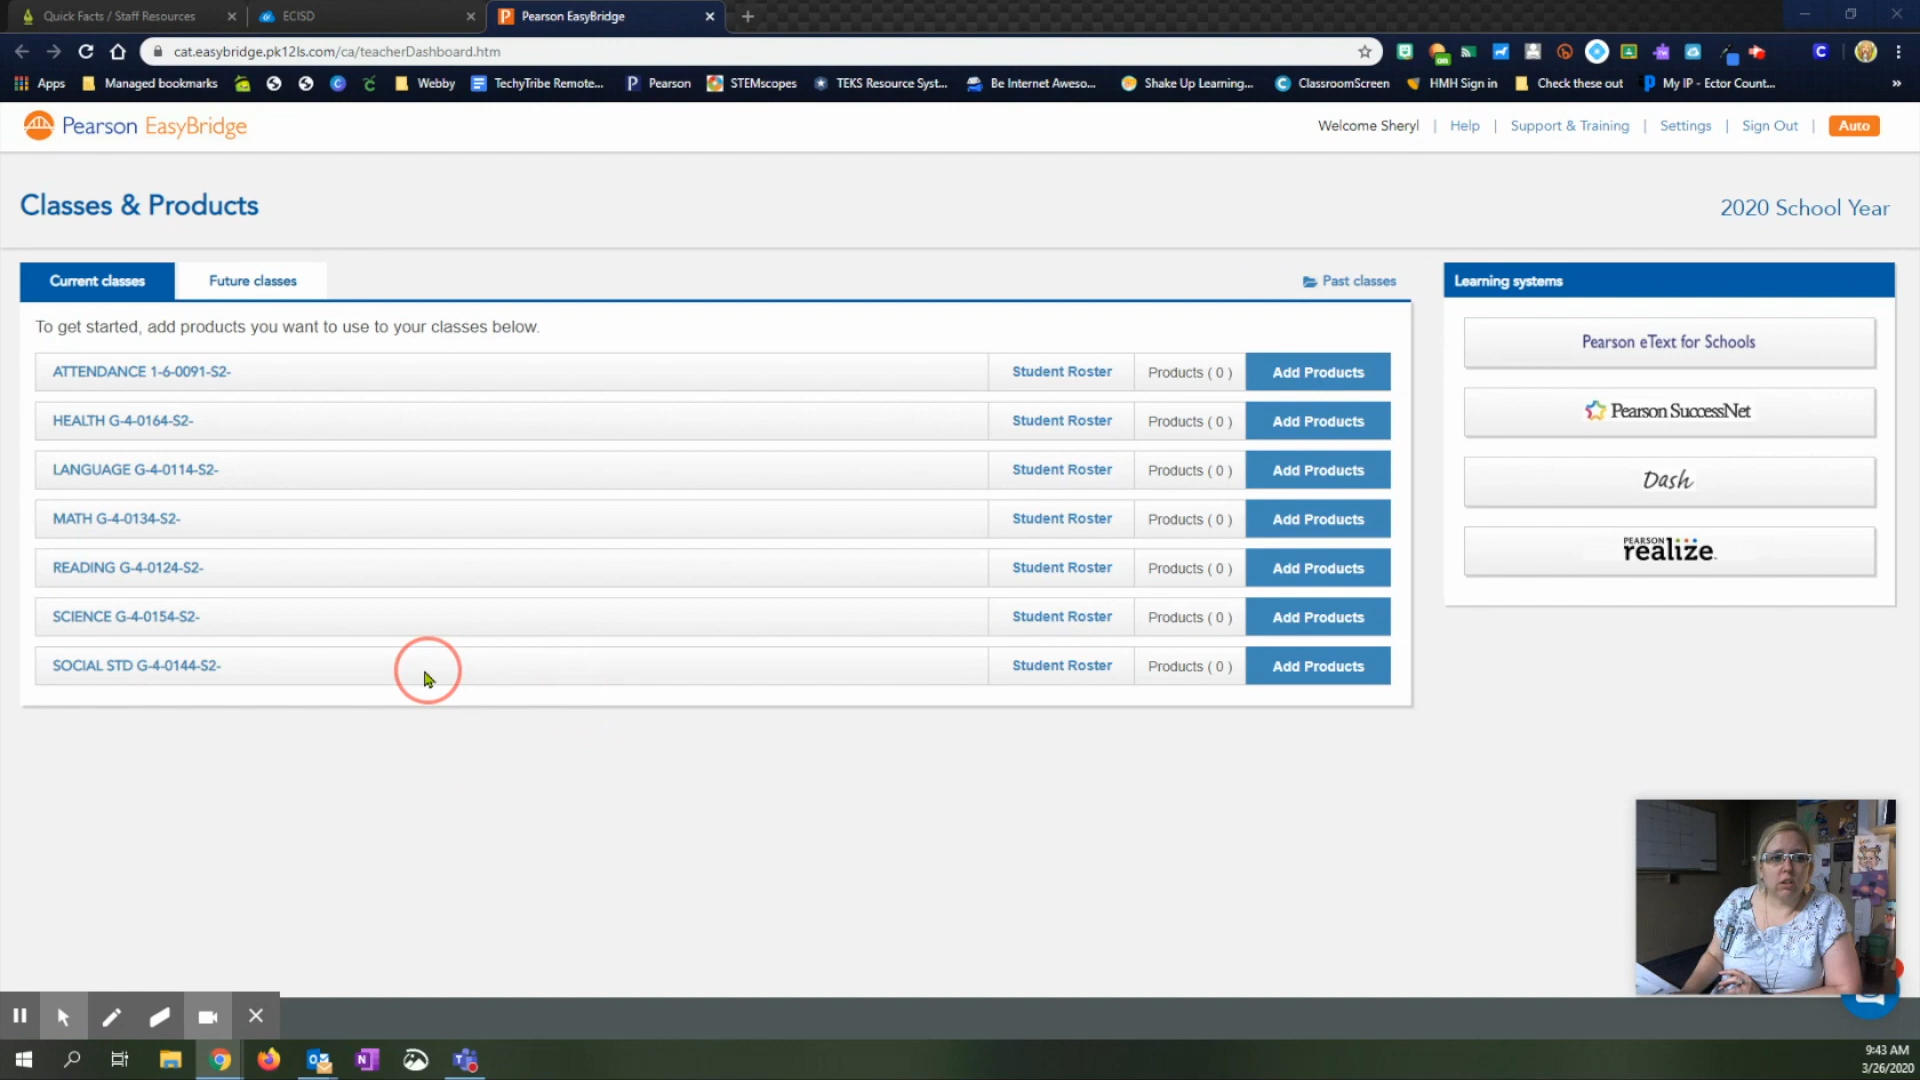 Quick Facts / Staff Resources
ECISD
Pearson EasyBridge
cat.easybridge.pk12ls.com/ca/teacherDashboard.htm
Apps
Managed bookmarks
Webby
TechyTribe Remote...
Pearson
STEMscopes
TEKS Resource Syst...
Be Internet Aweso...
Shake Up Learning...
ClassroomScreen
HMH Sign in
Check these out
My IP - Ector Count...
»
Pearson EasyBridge
Welcome Sheryl | Help | Support & Training | Settings | Sign Out | Auto
Classes & Products
2020 School Year
Current classes
Future classes
Past classes
To get started, add products you want to use to your classes below.
ATTENDANCE 1-6-0091-S2- Student Roster Products ( 0 ) Add Products
HEALTH G-4-0164-S2- Student Roster Products ( 0 ) Add Products
LANGUAGE G-4-0114-S2- Student Roster Products ( 0 ) Add Products
MATH G-4-0134-S2- Student Roster Products ( 0 ) Add Products
READING G-4-0124-S2- Student Roster Products ( 0 ) Add Products
SCIENCE G-4-0154-S2- Student Roster Products ( 0 ) Add Products
SOCIAL STD G-4-0144-S2- Student Roster Products ( 0 ) Add Products
Learning systems
Pearson eText for Schools
Pearson SuccessNet
Dash
PEARSON
realize
9:43 AM
3/26/2020